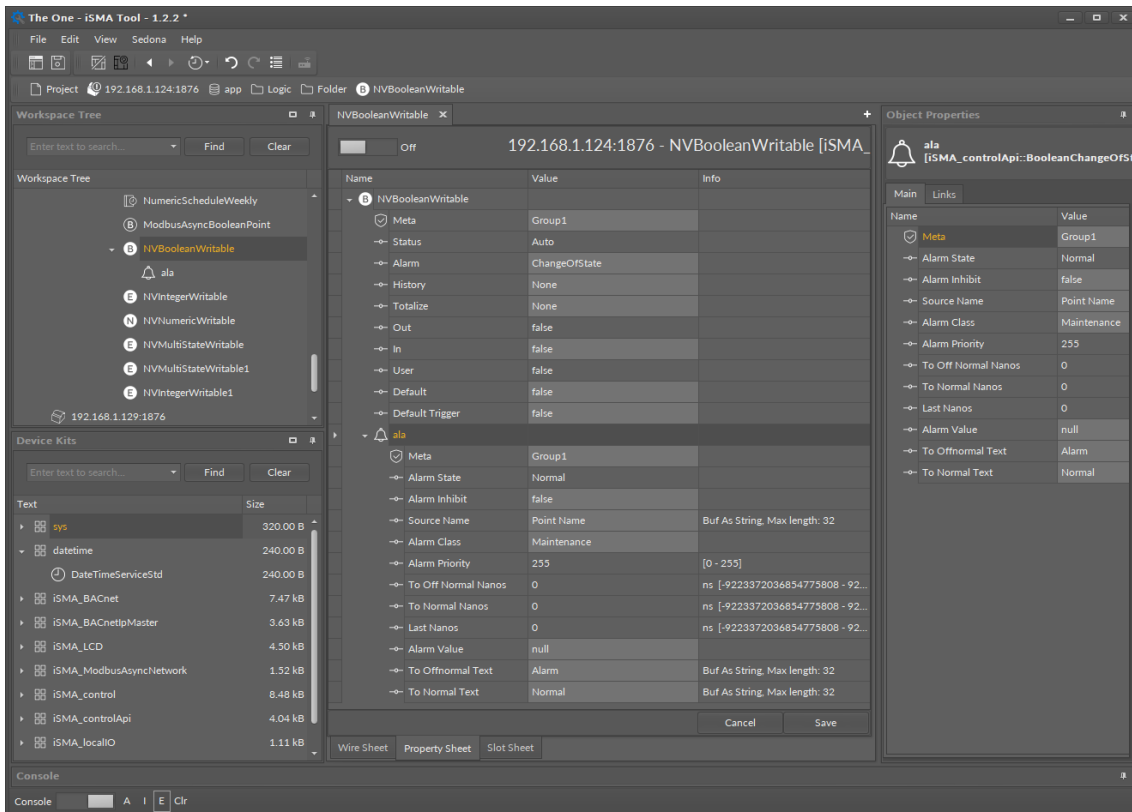 The One - iSMA Tool - 1.2.2 *
File Edit View Sedona Help
Project 192.168.1.124:1876 app Logic Folder B NVBooleanWritable
Workspace Tree
Enter text to search... Find Clear
Workspace Tree
NumericScheduleWeekly
B ModbusAsyncBooleanPoint
B NVBooleanWritable
ala
E NVIntegerWritable
N NVNumericWritable
E NVMultiStateWritable
E NVMultiStateWritable1
E NVIntegerWritable1
192.168.1.129:1876
Device Kits
Enter text to search... Find Clear
Text Size
sys 320.00 B
datetime 240.00 B
DateTimeServiceStd 240.00 B
iSMA_BACnet 7.47 kB
iSMA_BACnetIpMaster 3.63 kB
iSMA_LCD 4.50 kB
iSMA_ModbusAsyncNetwork 1.52 kB
iSMA_control 8.48 kB
iSMA_controlApi 4.04 kB
iSMA_localIO 1.11 kB
NVBooleanWritable
Off 192.168.1.124:1876 - NVBooleanWritable [iSMA_
Name Value Info
B NVBooleanWritable
Meta Group1
Status Auto
Alarm ChangeOfState
History None
Totalize None
Out false
In false
User false
Default false
Default Trigger false
ala
Meta Group1
Alarm State Normal
Alarm Inhibit false
Source Name Point Name Buf As String, Max length: 32
Alarm Class Maintenance
Alarm Priority 255 [0 - 255]
To Off Normal Nanos 0 ns [-9223372036854775808 - 92...
To Normal Nanos 0 ns [-9223372036854775808 - 92...
Last Nanos 0 ns [-9223372036854775808 - 92...
Alarm Value null
To Offnormal Text Alarm Buf As String, Max length: 32
To Normal Text Normal Buf As String, Max length: 32
Cancel Save
Wire Sheet Property Sheet Slot Sheet
Object Properties
ala
[iSMA_controlApi::BooleanChangeOfSt
Main Links
Name Value
Meta Group1
Alarm State Normal
Alarm Inhibit false
Source Name Point Name
Alarm Class Maintenance
Alarm Priority 255
To Off Normal Nanos 0
To Normal Nanos 0
Last Nanos 0
Alarm Value null
To Offnormal Text Alarm
To Normal Text Normal
Console
Console A I E Clr